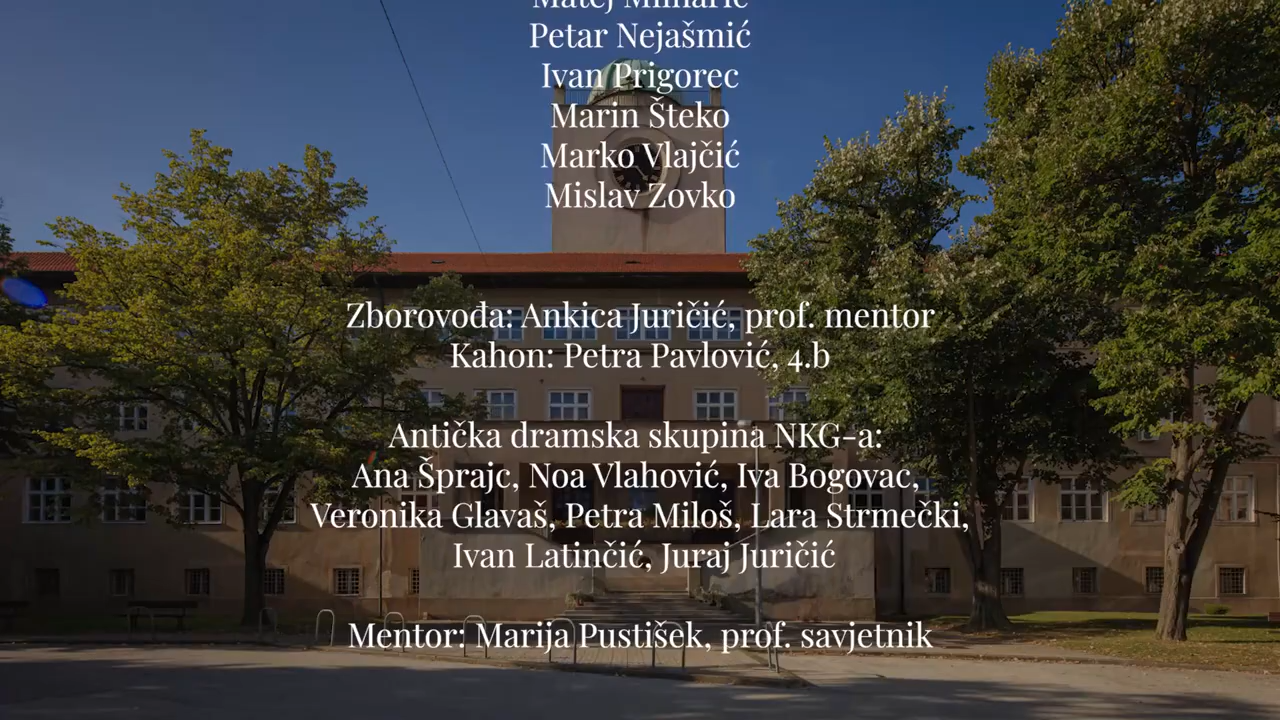 Matej Mlinarić
Petar Nejašmić
Ivan Prigorec
Marin Šteko
Marko Vlajčić
Mislav Zovko
Zborovođa: Ankica Juričić, prof. mentor
Kahon: Petra Pavlović, 4.b
Antička dramska skupina NKG-a:
Ana Šprajc, Noa Vlahović, Iva Bogovac,
Veronika Glavaš, Petra Miloš, Lara Strmečki,
Ivan Latinčić, Juraj Juričić
Mentor: Marija Pustišek, prof. savjetnik